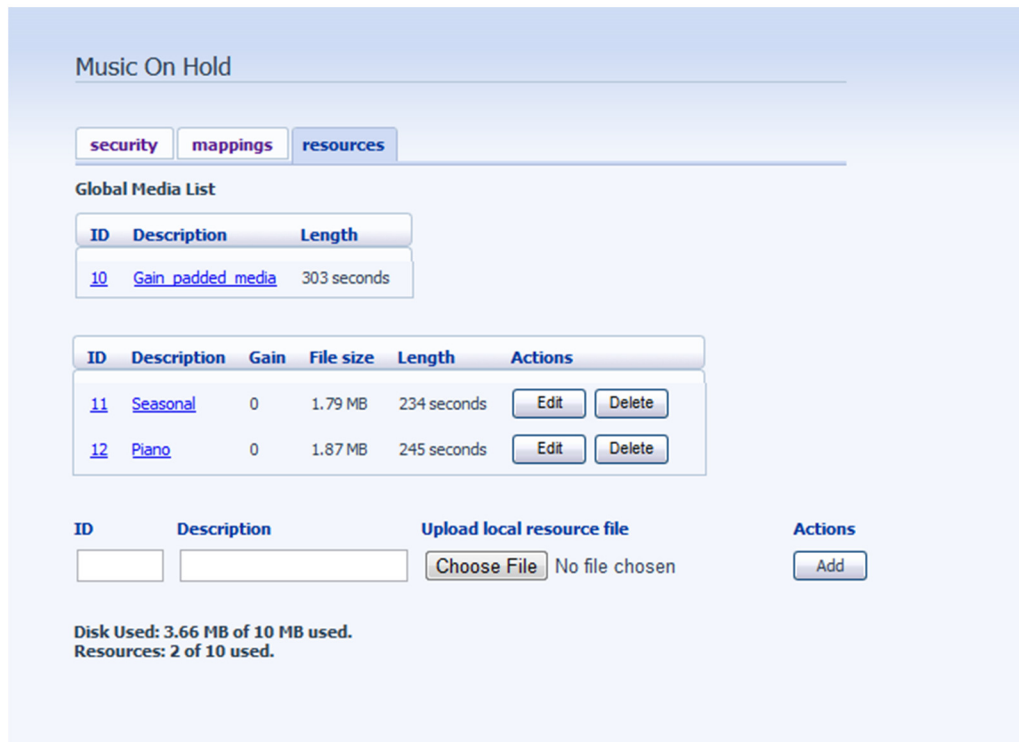 Music On Hold
security mappings resources
Global Media List
ID Description Length
10 Gain padded media 303 seconds
ID Description Gain File size Length Actions
11 Seasonal 0 1.79 MB 234 seconds Edit Delete
12 Piano 0 1.87 MB 245 seconds Edit Delete
ID Description Upload local resource file Actions
Choose File No file chosen Add
Disk Used: 3.66 MB of 10 MB used.
Resources: 2 of 10 used.